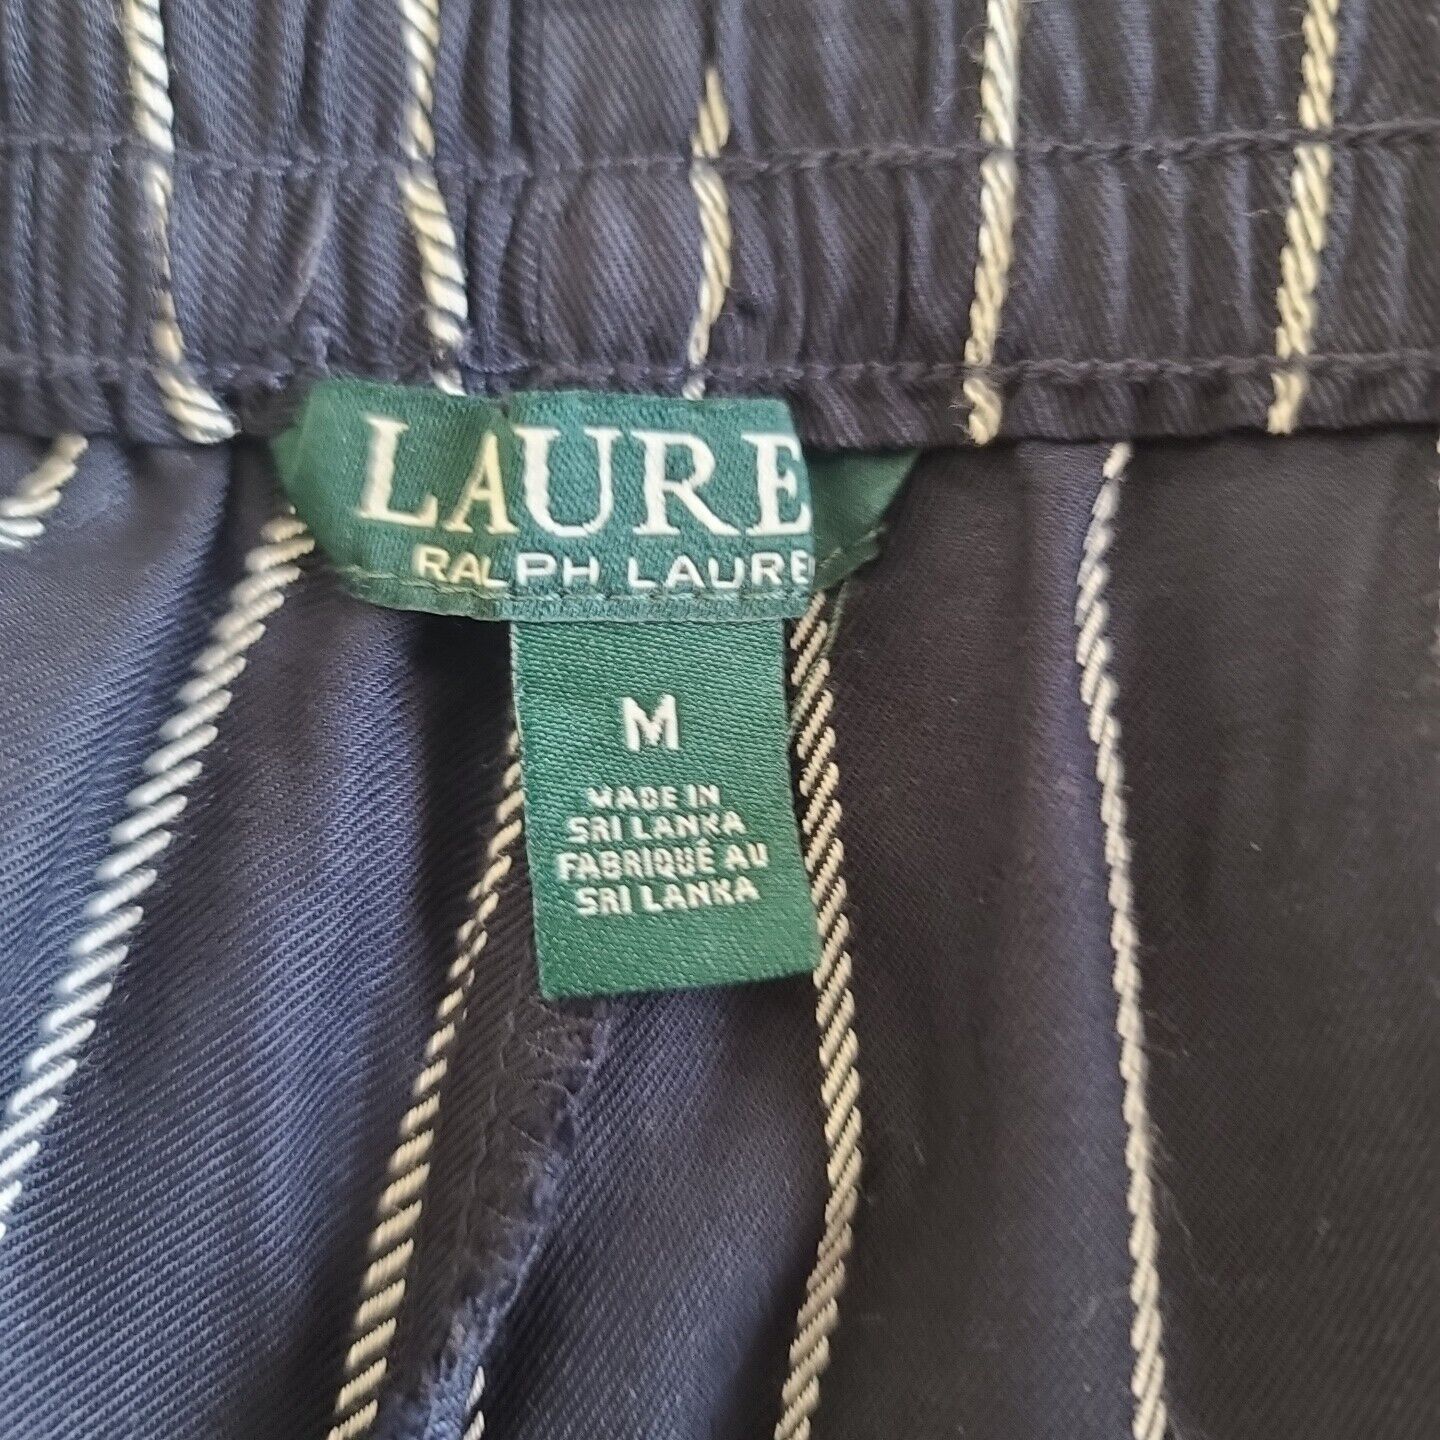 LAURE
RALPH LAURE
M
MADE IN
SRI LANKA
FABRIQUÉ AU
SRI LANKA